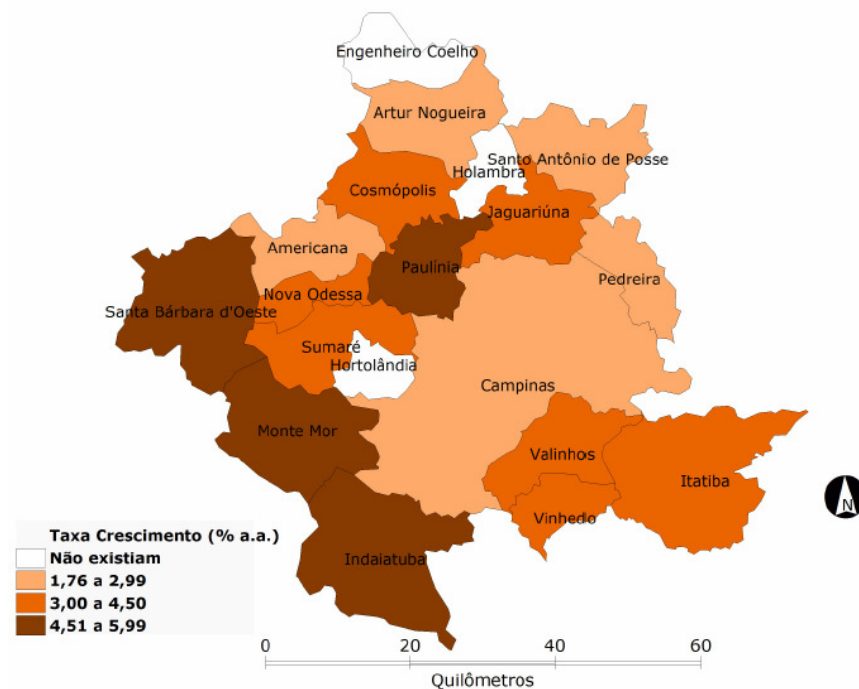 Engenheiro Coelho
Artur Nogueira
Santo Antônio de Posse
Holambra
Cosmópolis
Jaguariúna
Americana
Paulínia
Pedreira
Nova Odessa
Santa Bárbara d'Oeste
Sumaré
Hortolândia
Campinas
Monte Mor
Valinhos
Itatiba
Vinhedo
N
Indaiatuba
Taxa Crescimento (% a.a.)
Não existiam
1,76 a 2,99
3,00 a 4,50
4,51 a 5,99
0 20 40 60
Quilômetros